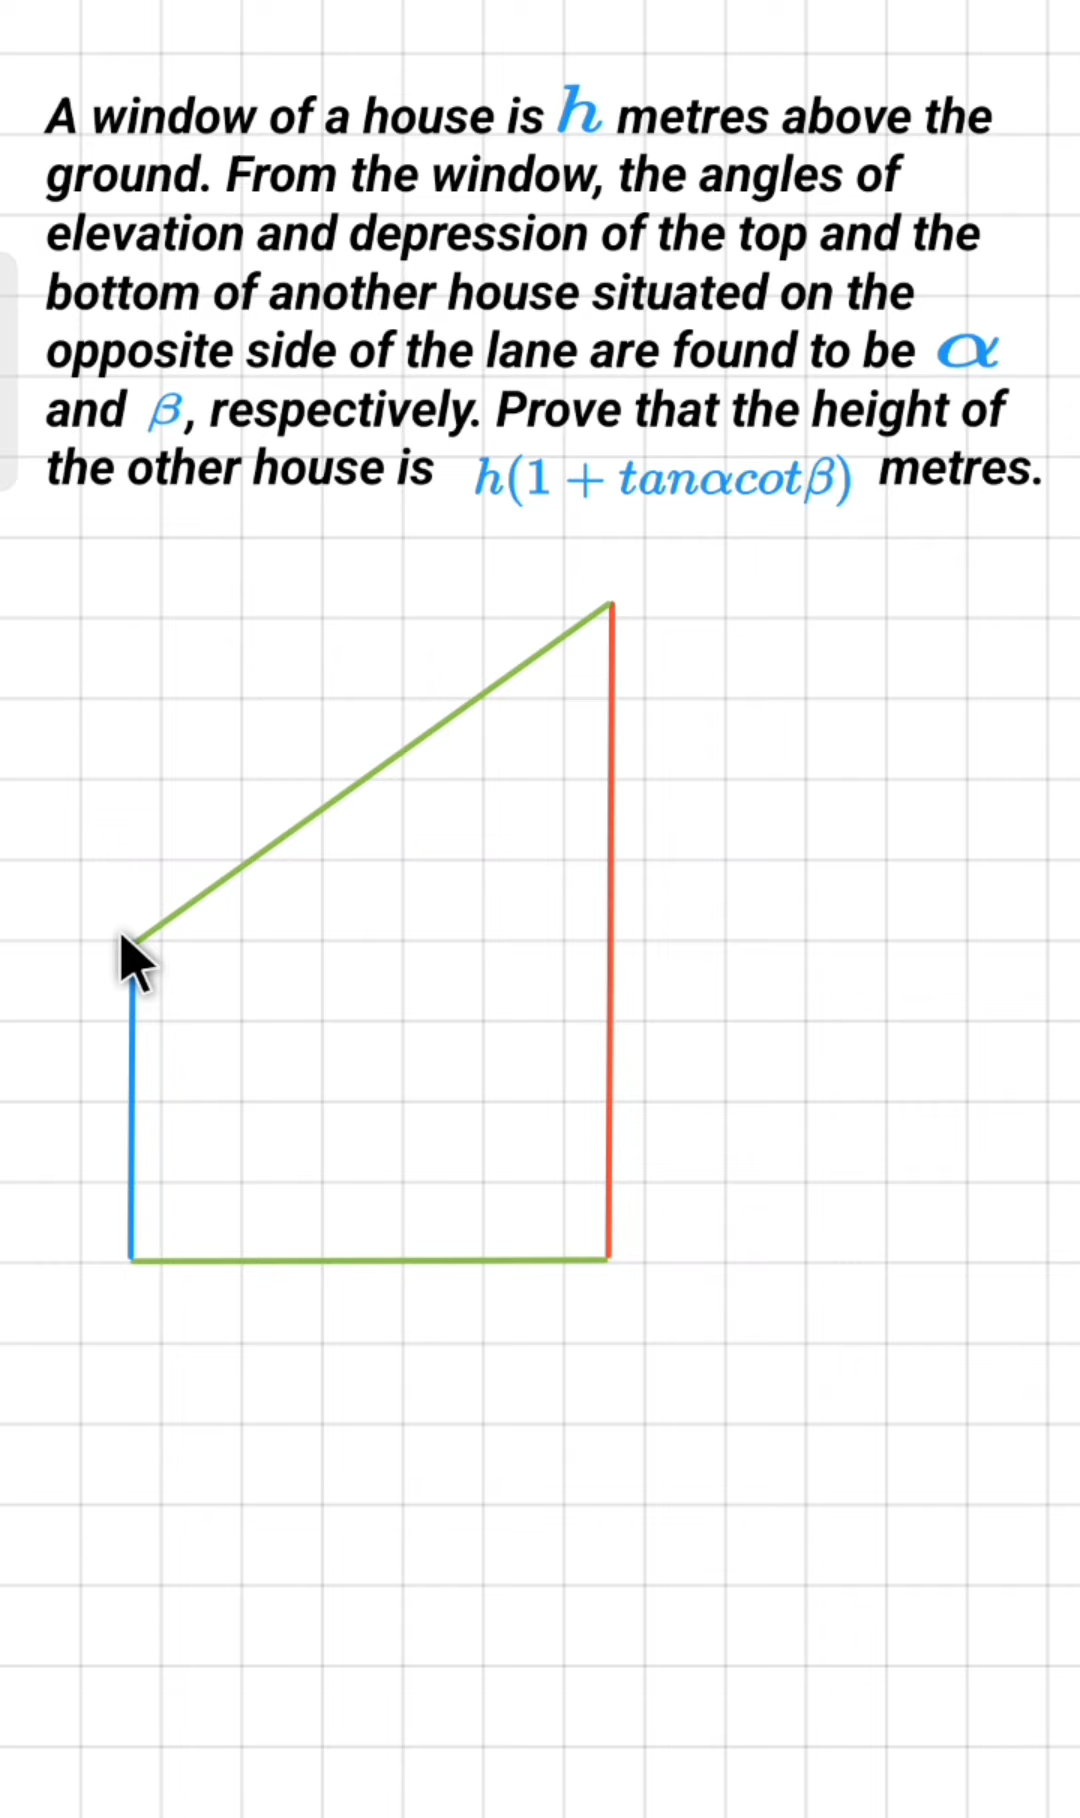 A window of a house is h metres above the
ground. From the window, the angles of
elevation and depression of the top and the
bottom of another house situated on the
opposite side of the lane are found to be α
and β, respectively. Prove that the height of
the other house is h(1 + tanαcotβ) metres.